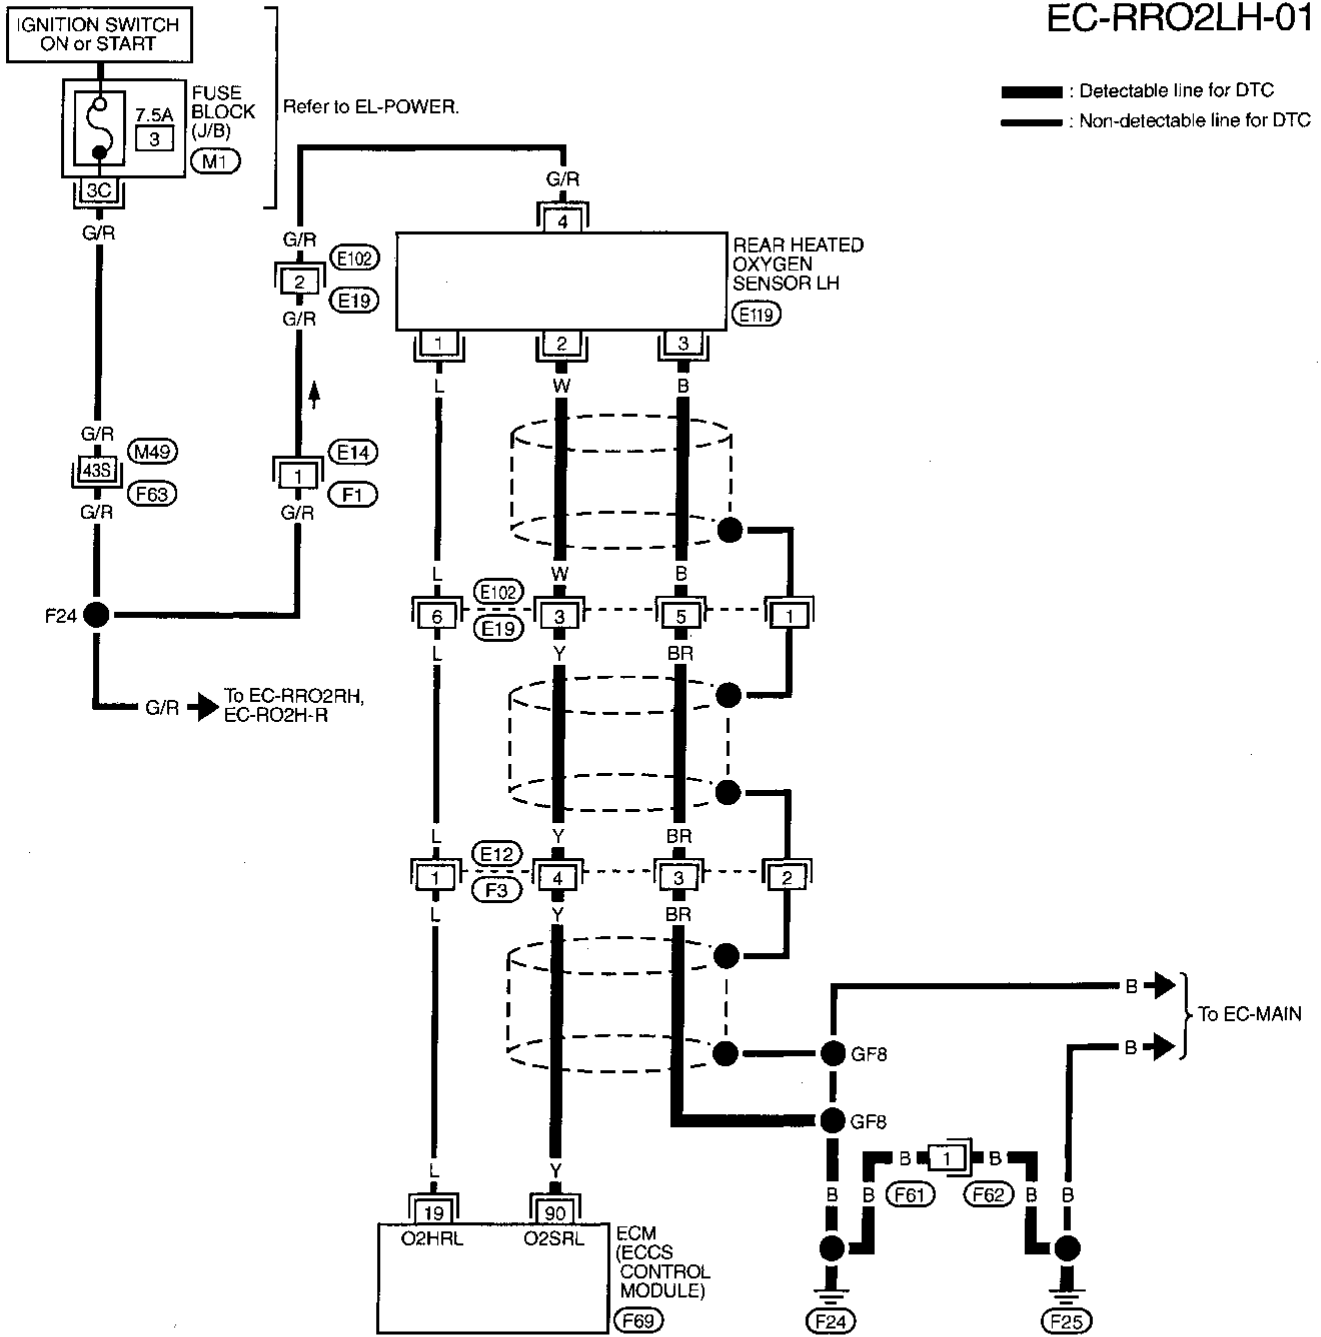 EC-RRO2LH-01
IGNITION SWITCH
ON or START
FUSE
BLOCK
(J/B)
7.5A
3
M1
3C
Refer to EL-POWER.
: Detectable line for DTC
: Non-detectable line for DTC
G/R
G/R
4
G/R
E102
2
E19
G/R
REAR HEATED
OXYGEN
SENSOR LH
E119
1
2
3
L
W
B
G/R
M49
43S
F63
G/R
E14
1
F1
G/R
L
W
B
E102
6
3
5
1
E19
F24
L
Y
BR
G/R
To EC-RRO2RH,
EC-RO2H-R
L
Y
BR
E12
1
4
3
2
F3
L
Y
BR
B
To EC-MAIN
B
GF8
GF8
B
1
B
L
Y
B
B
F61
F62
B
B
19
90
O2HRL
O2SRL
ECM
(ECCS
CONTROL
MODULE)
F69
F24
F25